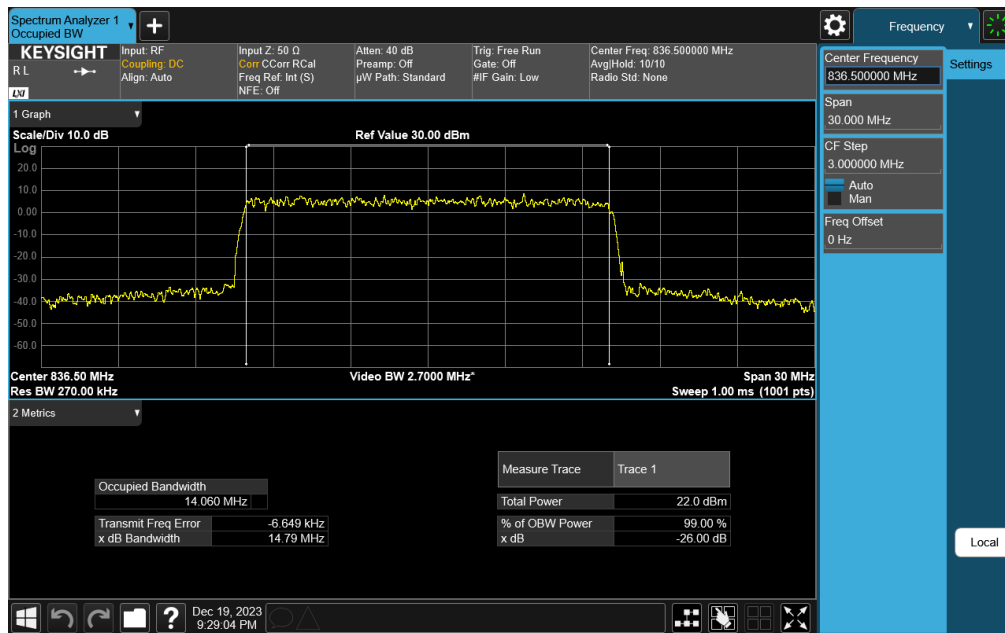 Spectrum Analyzer 1
Occupied BW
Frequency
KEYSIGHT
R L
LXI
Input: RF
Coupling: DC
Align: Auto
Input Z: 50 Ω
Corr CCorr RCal
Freq Ref: Int (S)
NFE: Off
Atten: 40 dB
Preamp: Off
µW Path: Standard
Trig: Free Run
Gate: Off
#IF Gain: Low
Center Freq: 836.500000 MHz
Avg|Hold: 10/10
Radio Std: None
Center Frequency
836.500000 MHz
Settings
Span
30.000 MHz
CF Step
3.000000 MHz
Auto
Man
Freq Offset
0 Hz
Local
1 Graph
Scale/Div 10.0 dB
Ref Value 30.00 dBm
Log
20.0
10.0
0.00
-10.0
-20.0
-30.0
-40.0
-50.0
-60.0
Center 836.50 MHz
Video BW 2.7000 MHz*
Span 30 MHz
Res BW 270.00 kHz
Sweep 1.00 ms (1001 pts)
2 Metrics
Measure Trace Trace 1
Occupied Bandwidth
14.060 MHz
Total Power 22.0 dBm
Transmit Freq Error -6.649 kHz
% of OBW Power 99.00 %
x dB Bandwidth 14.79 MHz
x dB -26.00 dB
?
Dec 19, 2023
9:29:04 PM